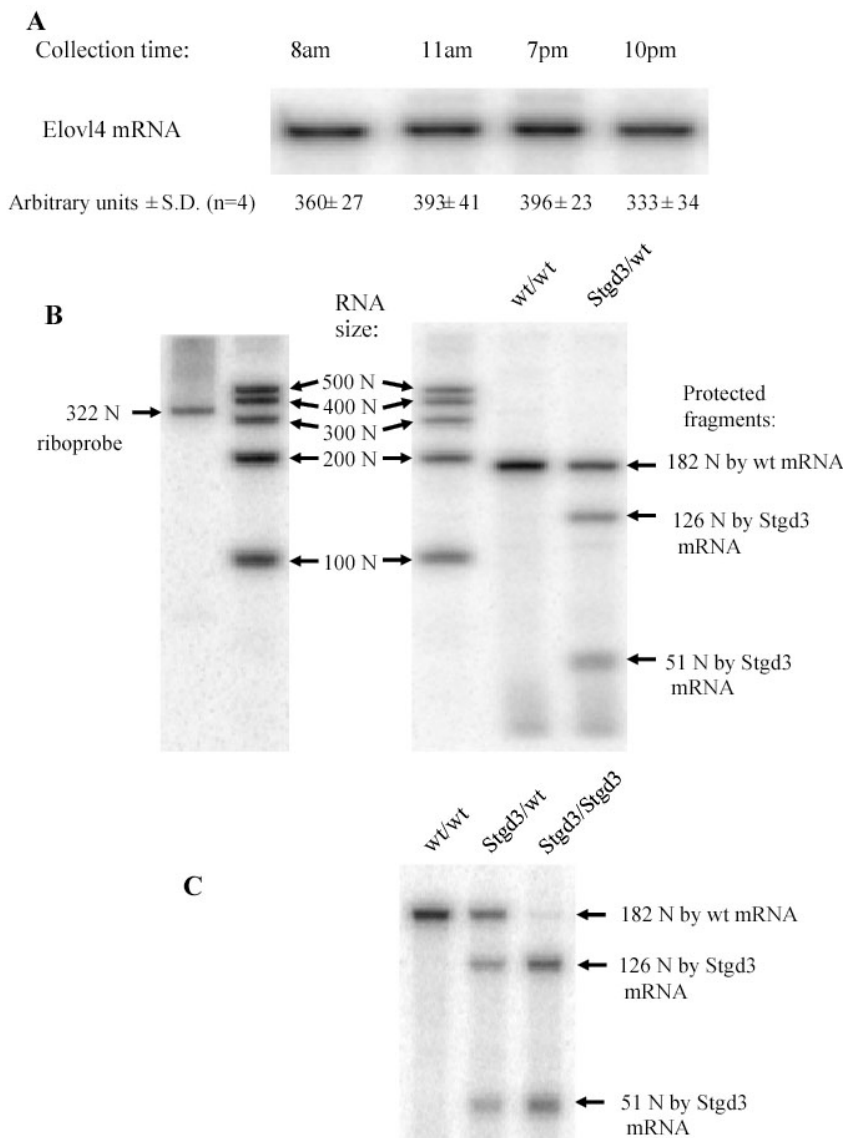 A
Collection time: 8am 11am 7pm 10pm
Elovl4 mRNA
Arbitrary units ± S.D. (n=4) 360±27 393±41 396±23 333±34
wt/wt Stgd3/wt
B
RNA
size:
500 N
400 N
300 N
200 N
100 N
322 N
riboprobe
Protected
fragments:
182 N by wt mRNA
126 N by Stgd3
mRNA
51 N by Stgd3
mRNA
wt/wt Stgd3/wt Stgd3/Stgd3
C
182 N by wt mRNA
126 N by Stgd3
mRNA
51 N by Stgd3
mRNA